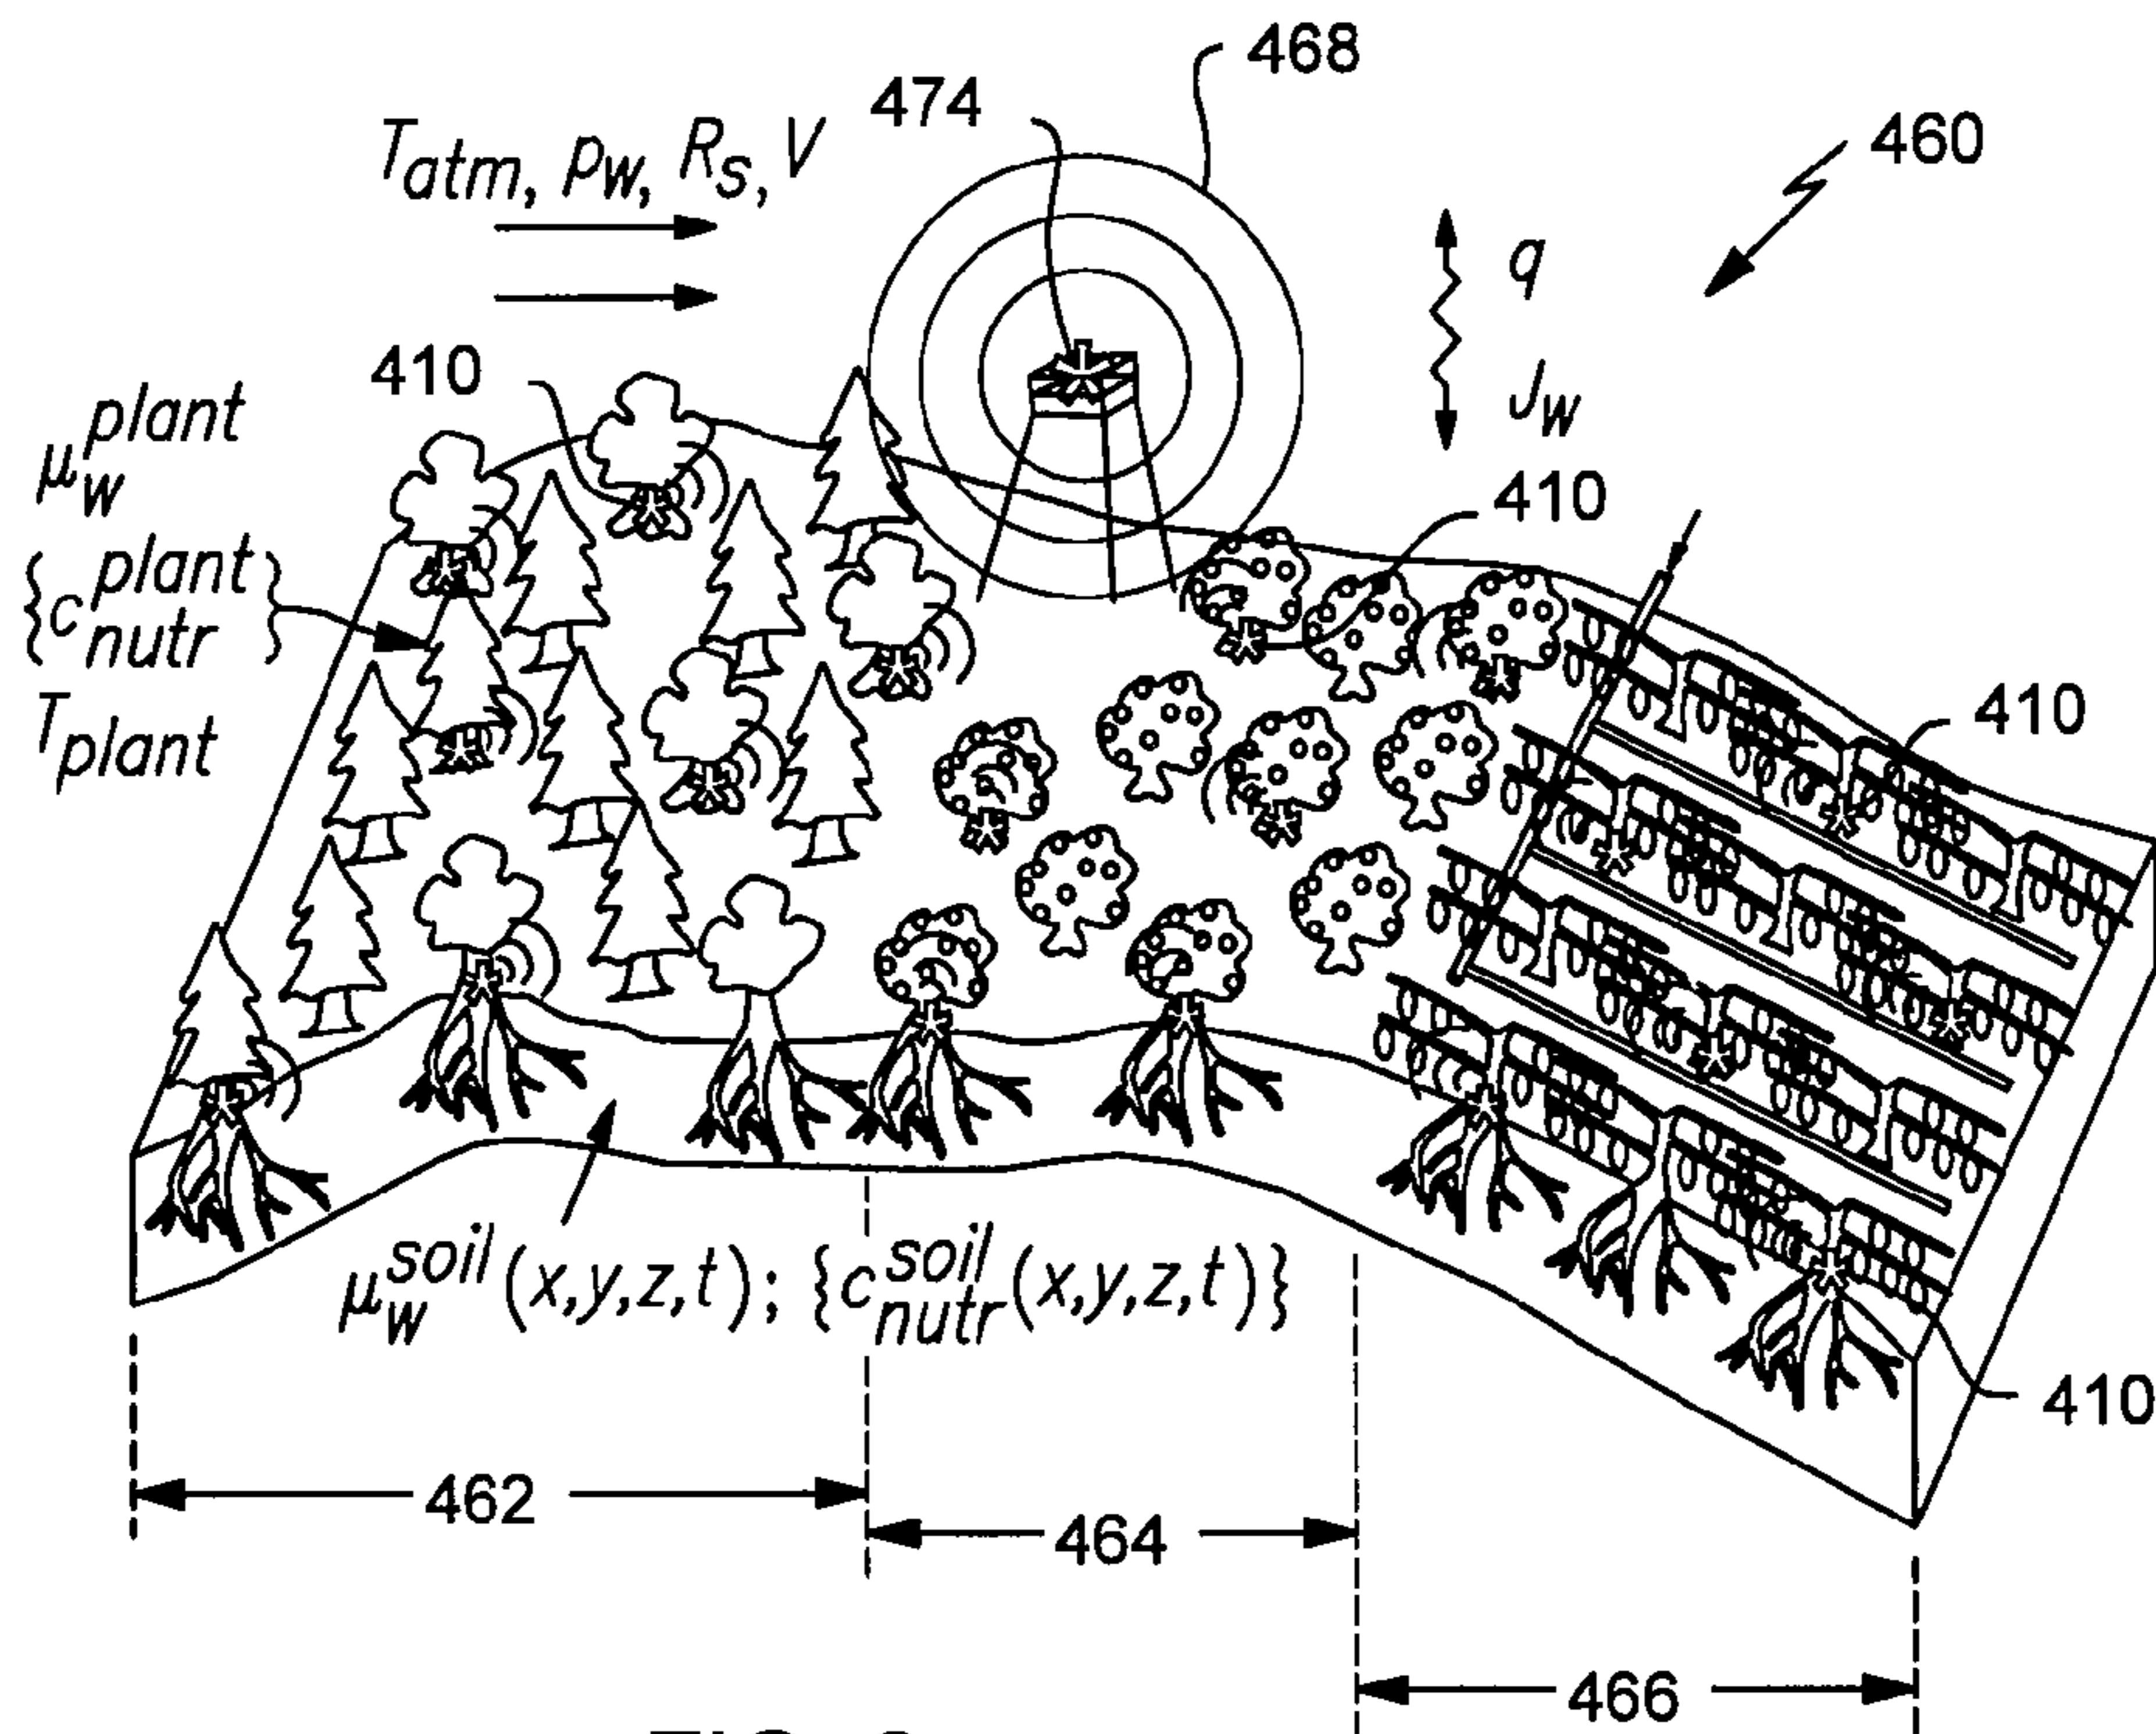 468
474
T_atm, p_w, R_s, V
460
q
J_w
410
μ_w^plant
410
{c_nutr^plant}
T_plant
410
μ_w^soil(x,y,z,t); {c_nutr^soil(x,y,z,t)}
410
462
464
466